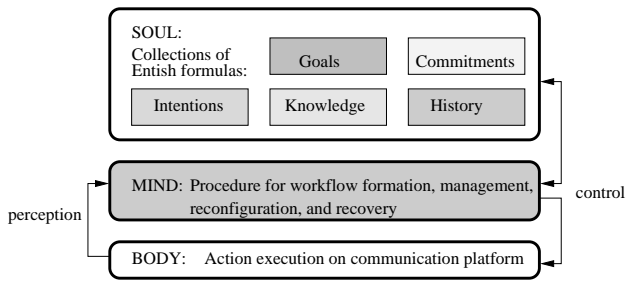 SOUL:
Collections of
Entish formulas:
Goals
Commitments
Intentions
Knowledge
History
MIND: Procedure for workflow formation, management,
reconfiguration, and recovery
perception
control
BODY: Action execution on communication platform